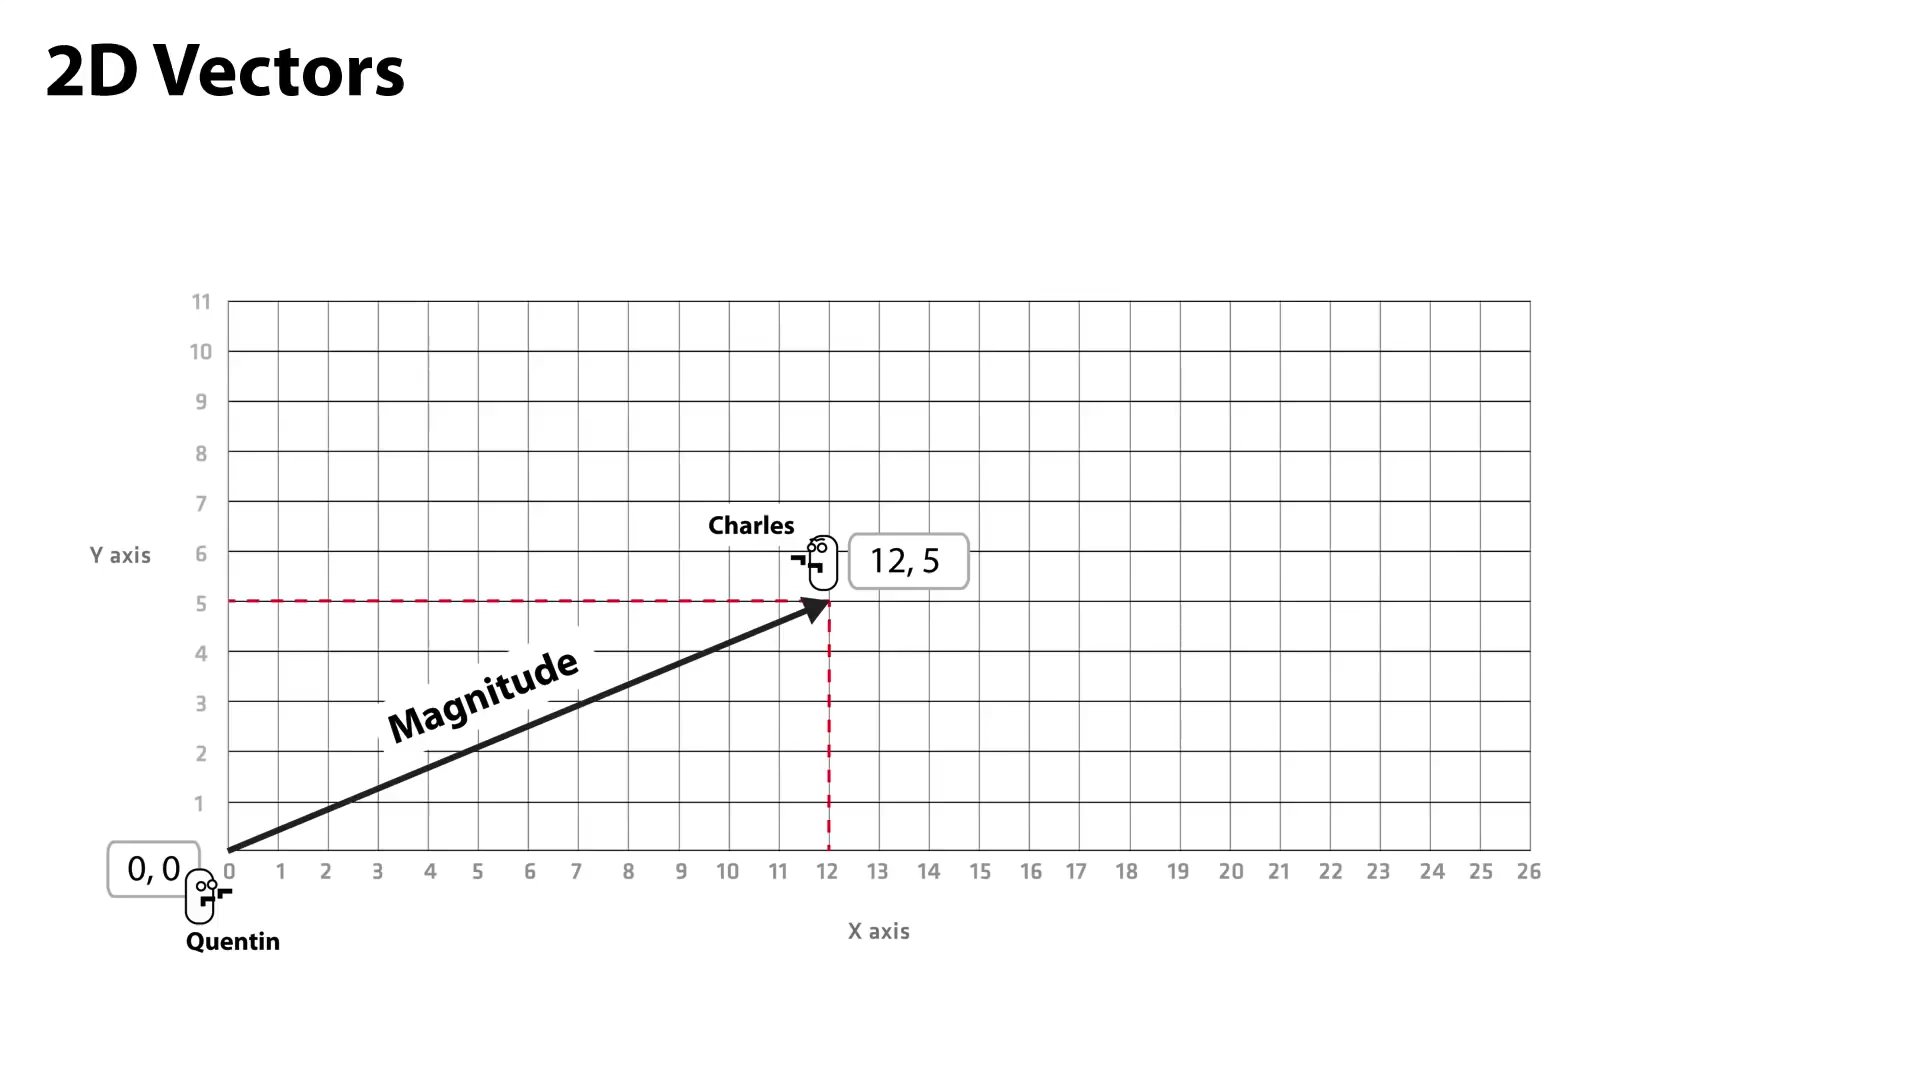 2D Vectors
11
10
9
8
7
Charles
Y axis
6
12, 5
5
4
Magnitude
3
2
1
0, 0
0 1 2 3 4 5 6 7 8 9 10 11 12 13 14 15 16 17 18 19 20 21 22 23 24 25 26
X axis
Quentin